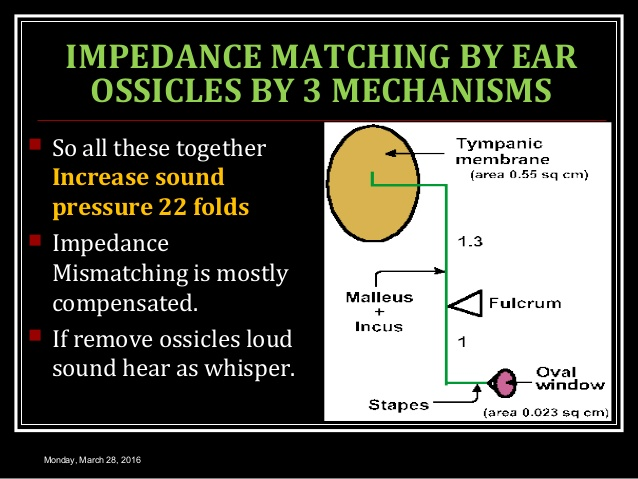 IMPEDANCE MATCHING BY EAR
OSSICLES BY 3 MECHANISMS
So all these together
Increase sound
pressure 22 folds
Impedance
Mismatching is mostly
compensated.
If remove ossicles loud
sound hear as whisper.
Tympanic
membrane
(area 0.55 sq cm)
1.3
Malleus
+
Incus
Fulcrum
1
Oval
window
Stapes
(area 0.023 sq cm)
Monday, March 28, 2016